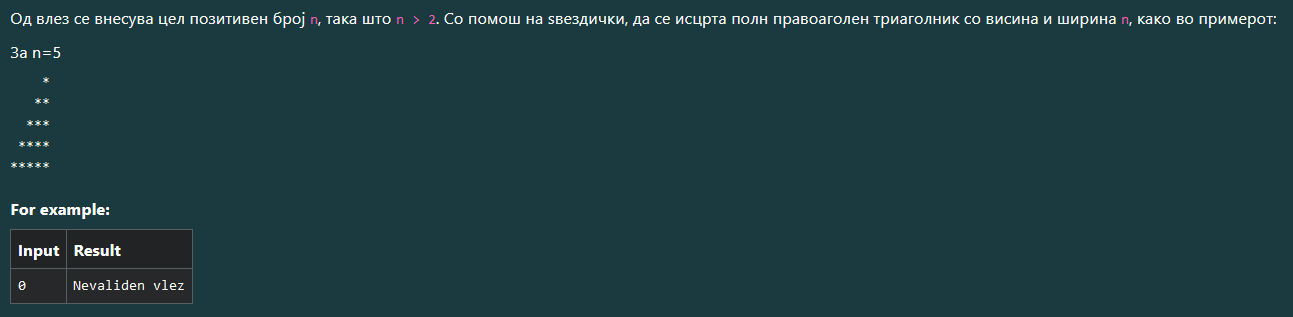 Од влез се внесува цел позитивен број n, така што n > 2. Со помош на ѕвездички, да се исцрта полн правоаголен триаголник со висина и ширина n, како во примерот:
За n=5
    *
   **
  ***
 ****
*****
For example:
Input Result
0 Nevaliden vlez